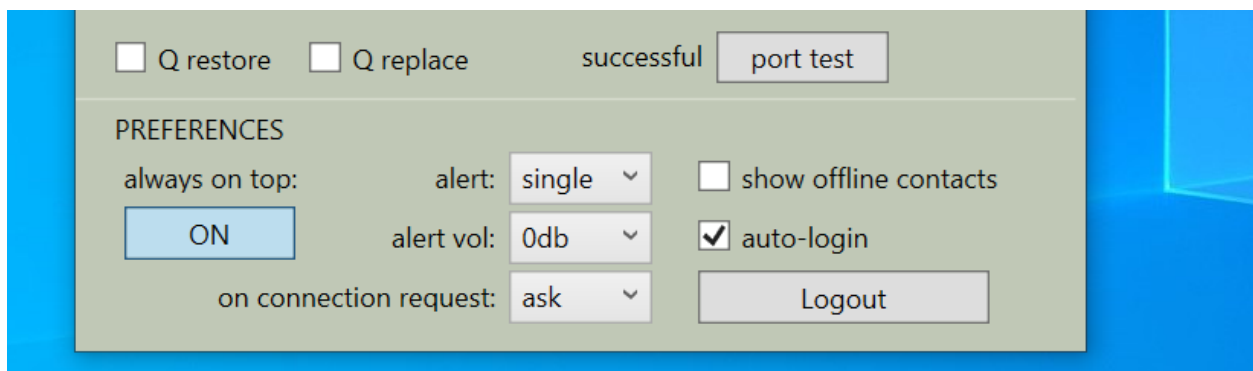 Q restore Q replace successful port test
PREFERENCES
always on top: alert: single show offline contacts
ON alert vol: 0db auto-login
on connection request: ask Logout